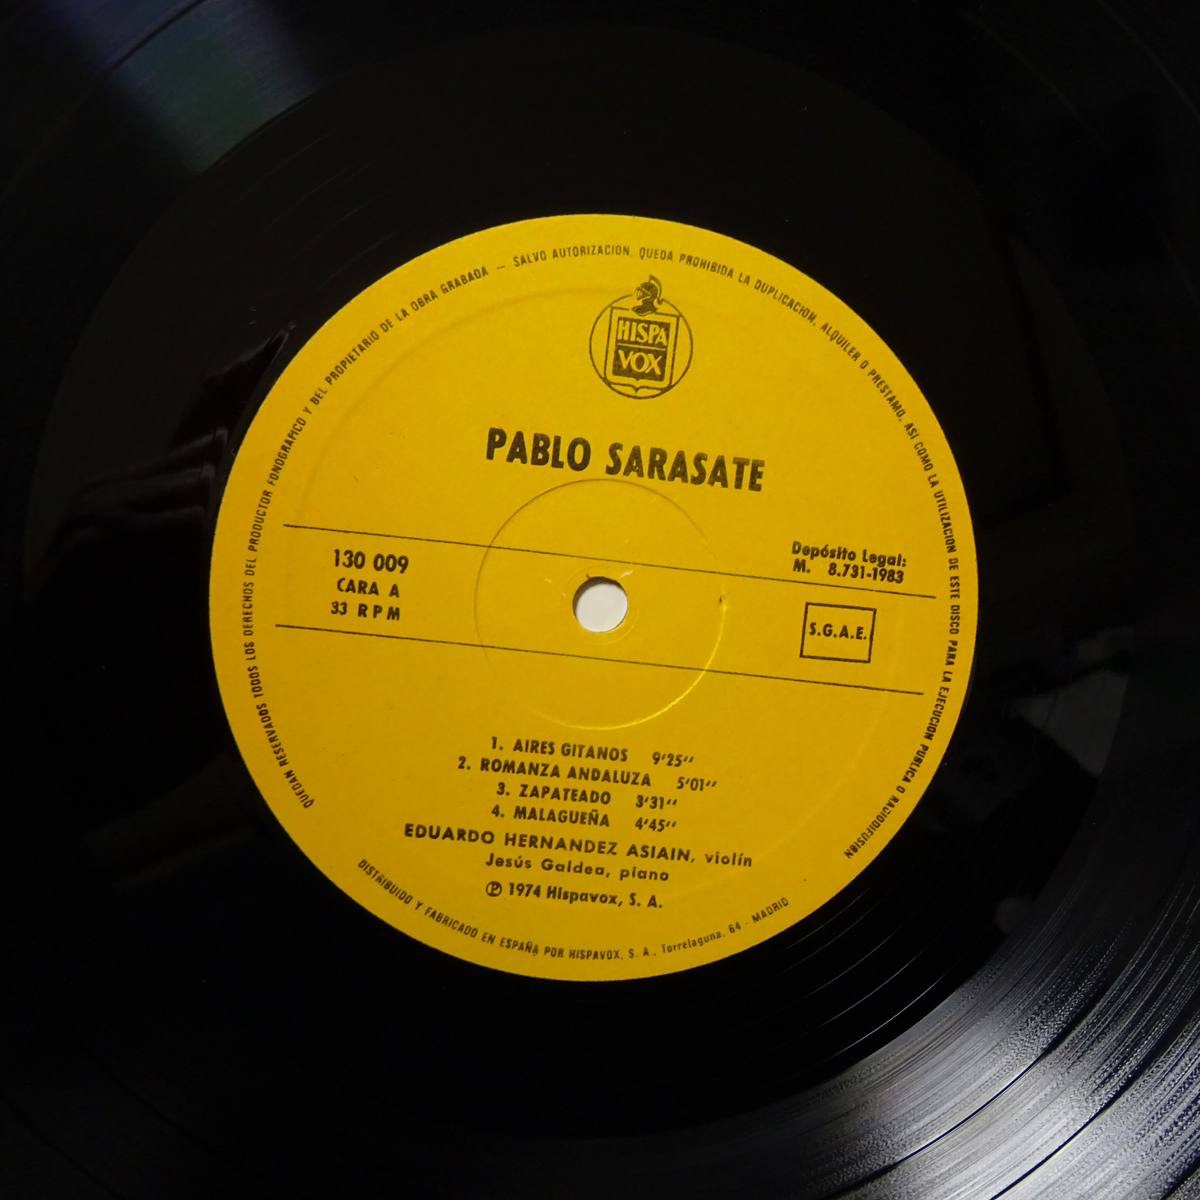 QUEDAN RESERVADOS TODOS LOS DERECHOS DEL PRODUCTOR FONOGRAFICO Y DEL PROPIETARIO DE LA OBRA GRABADA — SALVO AUTORIZACION, QUEDA PROHIBIDA LA DUPLICACION, ALQUILER O PRESTAMO, ASI COMO LA UTILIZACION DE ESTE DISCO PARA LA EJECUCION PUBLICA O RADIODIFUSIÓN
HISPA
VOX
PABLO SARASATE
130 009
CARA A
33 RPM
Depósito Legal:
M. 8.731-1983
S.G.A.E.
1. AIRES GITANOS 9'25''
2. ROMANZA ANDALUZA 5'01''
3. ZAPATEADO 3'31''
4. MALAGUEÑA 4'45''
EDUARDO HERNANDEZ ASIAIN, violín
Jesús Galdea, piano
℗ 1974 Hispavox, S. A.
DISTRIBUIDO Y FABRICADO EN ESPAÑA POR HISPAVOX, S. A., Torrelaguna, 64 - MADRID